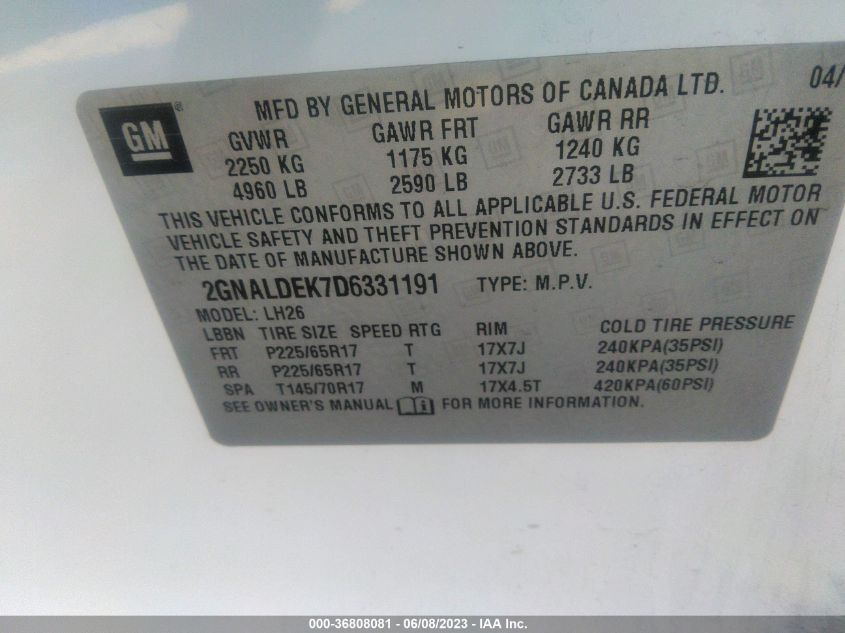 MFD BY GENERAL MOTORS OF CANADA LTD. 04/
GM®
GVWR GAWR FRT GAWR RR
2250 KG 1175 KG 1240 KG
4960 LB 2590 LB 2733 LB
THIS VEHICLE CONFORMS TO ALL APPLICABLE U.S. FEDERAL MOTOR
VEHICLE SAFETY AND THEFT PREVENTION STANDARDS IN EFFECT ON
THE DATE OF MANUFACTURE SHOWN ABOVE.
2GNALDEK7D6331191 TYPE: M.P.V.
MODEL: LH26
LBBN TIRE SIZE SPEED RTG RIM COLD TIRE PRESSURE
FRT P225/65R17 T 17X7J 240KPA(35PSI)
RR P225/65R17 T 17X7J 240KPA(35PSI)
SPA T145/70R17 M 17X4.5T 420KPA(60PSI)
SEE OWNER'S MANUAL i FOR MORE INFORMATION.
000-36808081 - 06/08/2023 - IAA Inc.